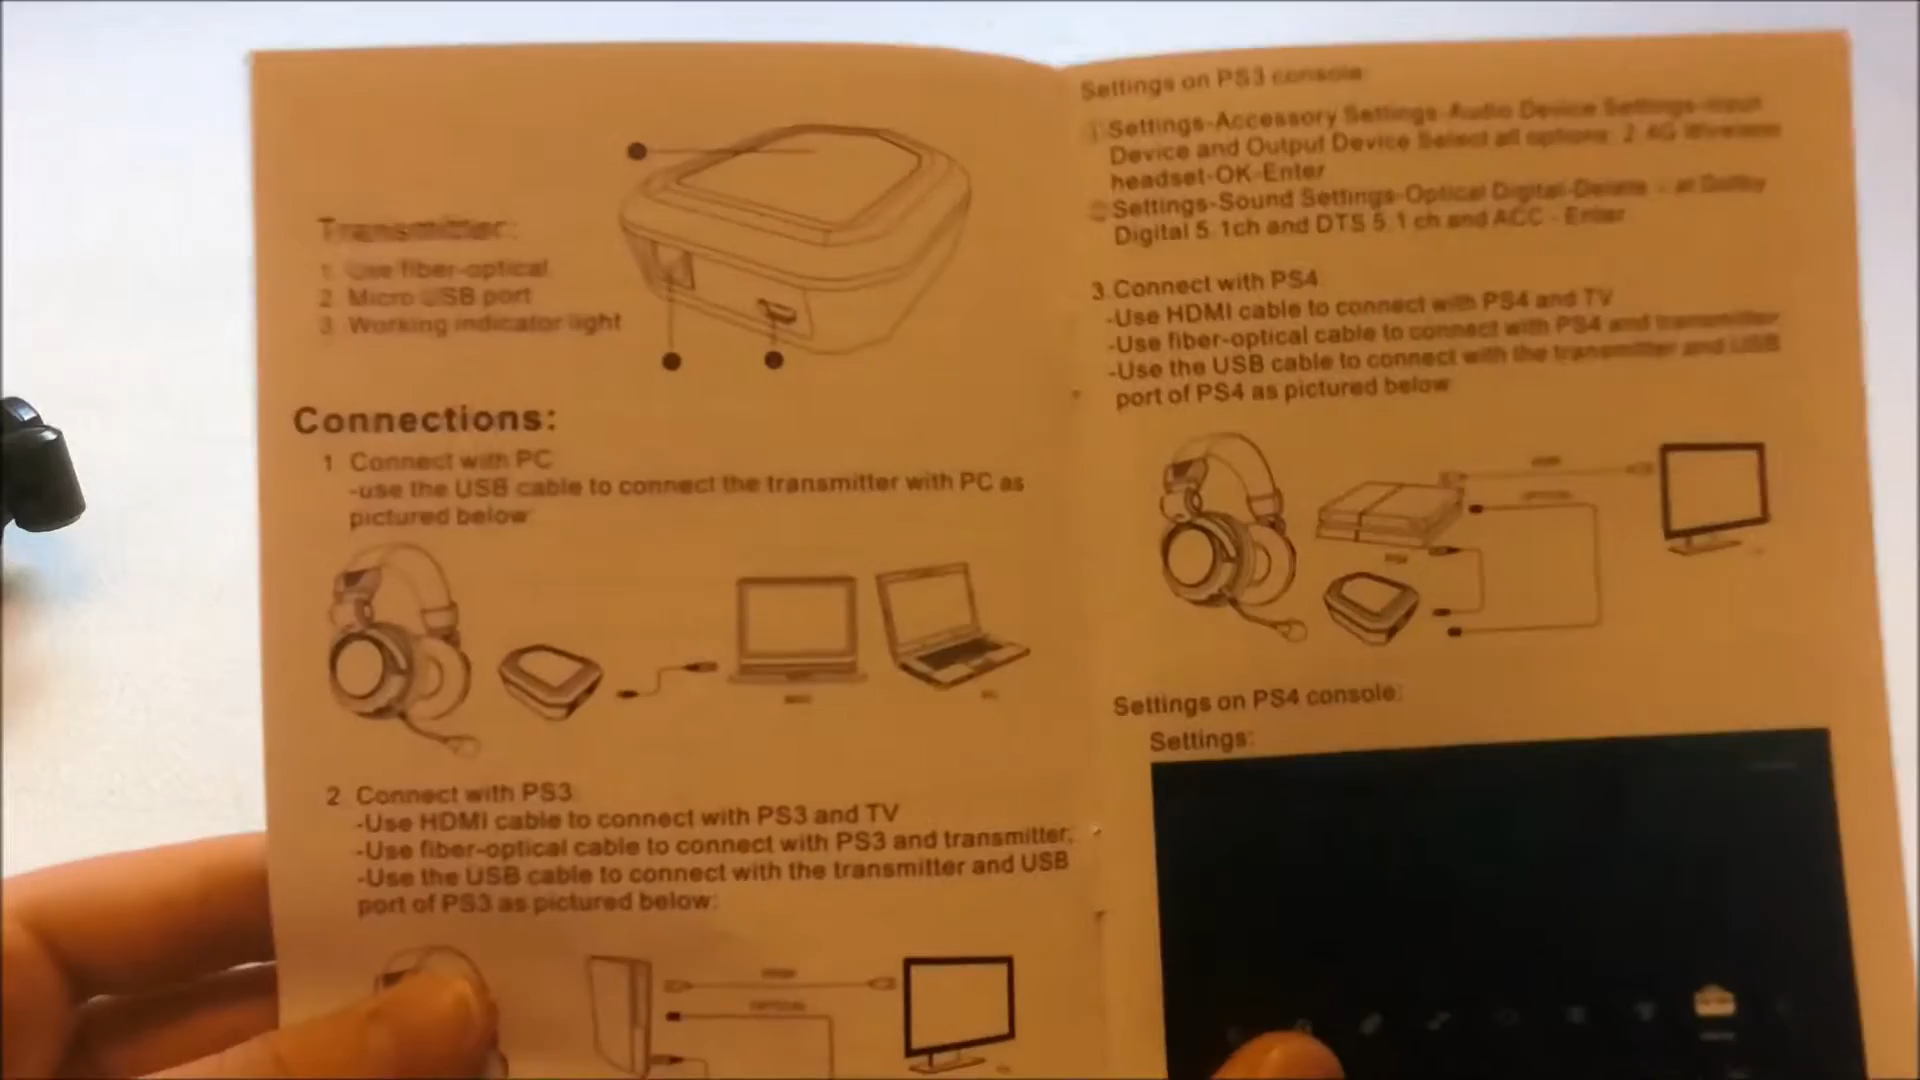 Transmitter:
1. Use fiber-optical
2. Micro USB port
3. Working indicator light
Connections:
1 Connect with PC
-use the USB cable to connect the transmitter with PC as
pictured below:
2 Connect with PS3
-Use HDMI cable to connect with PS3 and TV
-Use fiber-optical cable to connect with PS3 and transmitter;
-Use the USB cable to connect with the transmitter and USB
port of PS3 as pictured below:
HDMI
OPTICAL
Settings on PS3 console:
Settings-Accessory Settings-Audio Device Settings-Input
Device and Output Device Select all options: 2.4G Wireless
headset-OK-Enter
Settings-Sound Settings-Optical Digital-Delete at Dolby
Digital 5.1ch and DTS 5.1 ch and ACC - Enter
3.Connect with PS4
-Use HDMI cable to connect with PS4 and TV
-Use fiber-optical cable to connect with PS4 and transmitter
-Use the USB cable to connect with the transmitter and USB
port of PS4 as pictured below
HDMI
OPTICAL
PS4
Settings on PS4 console:
Settings: